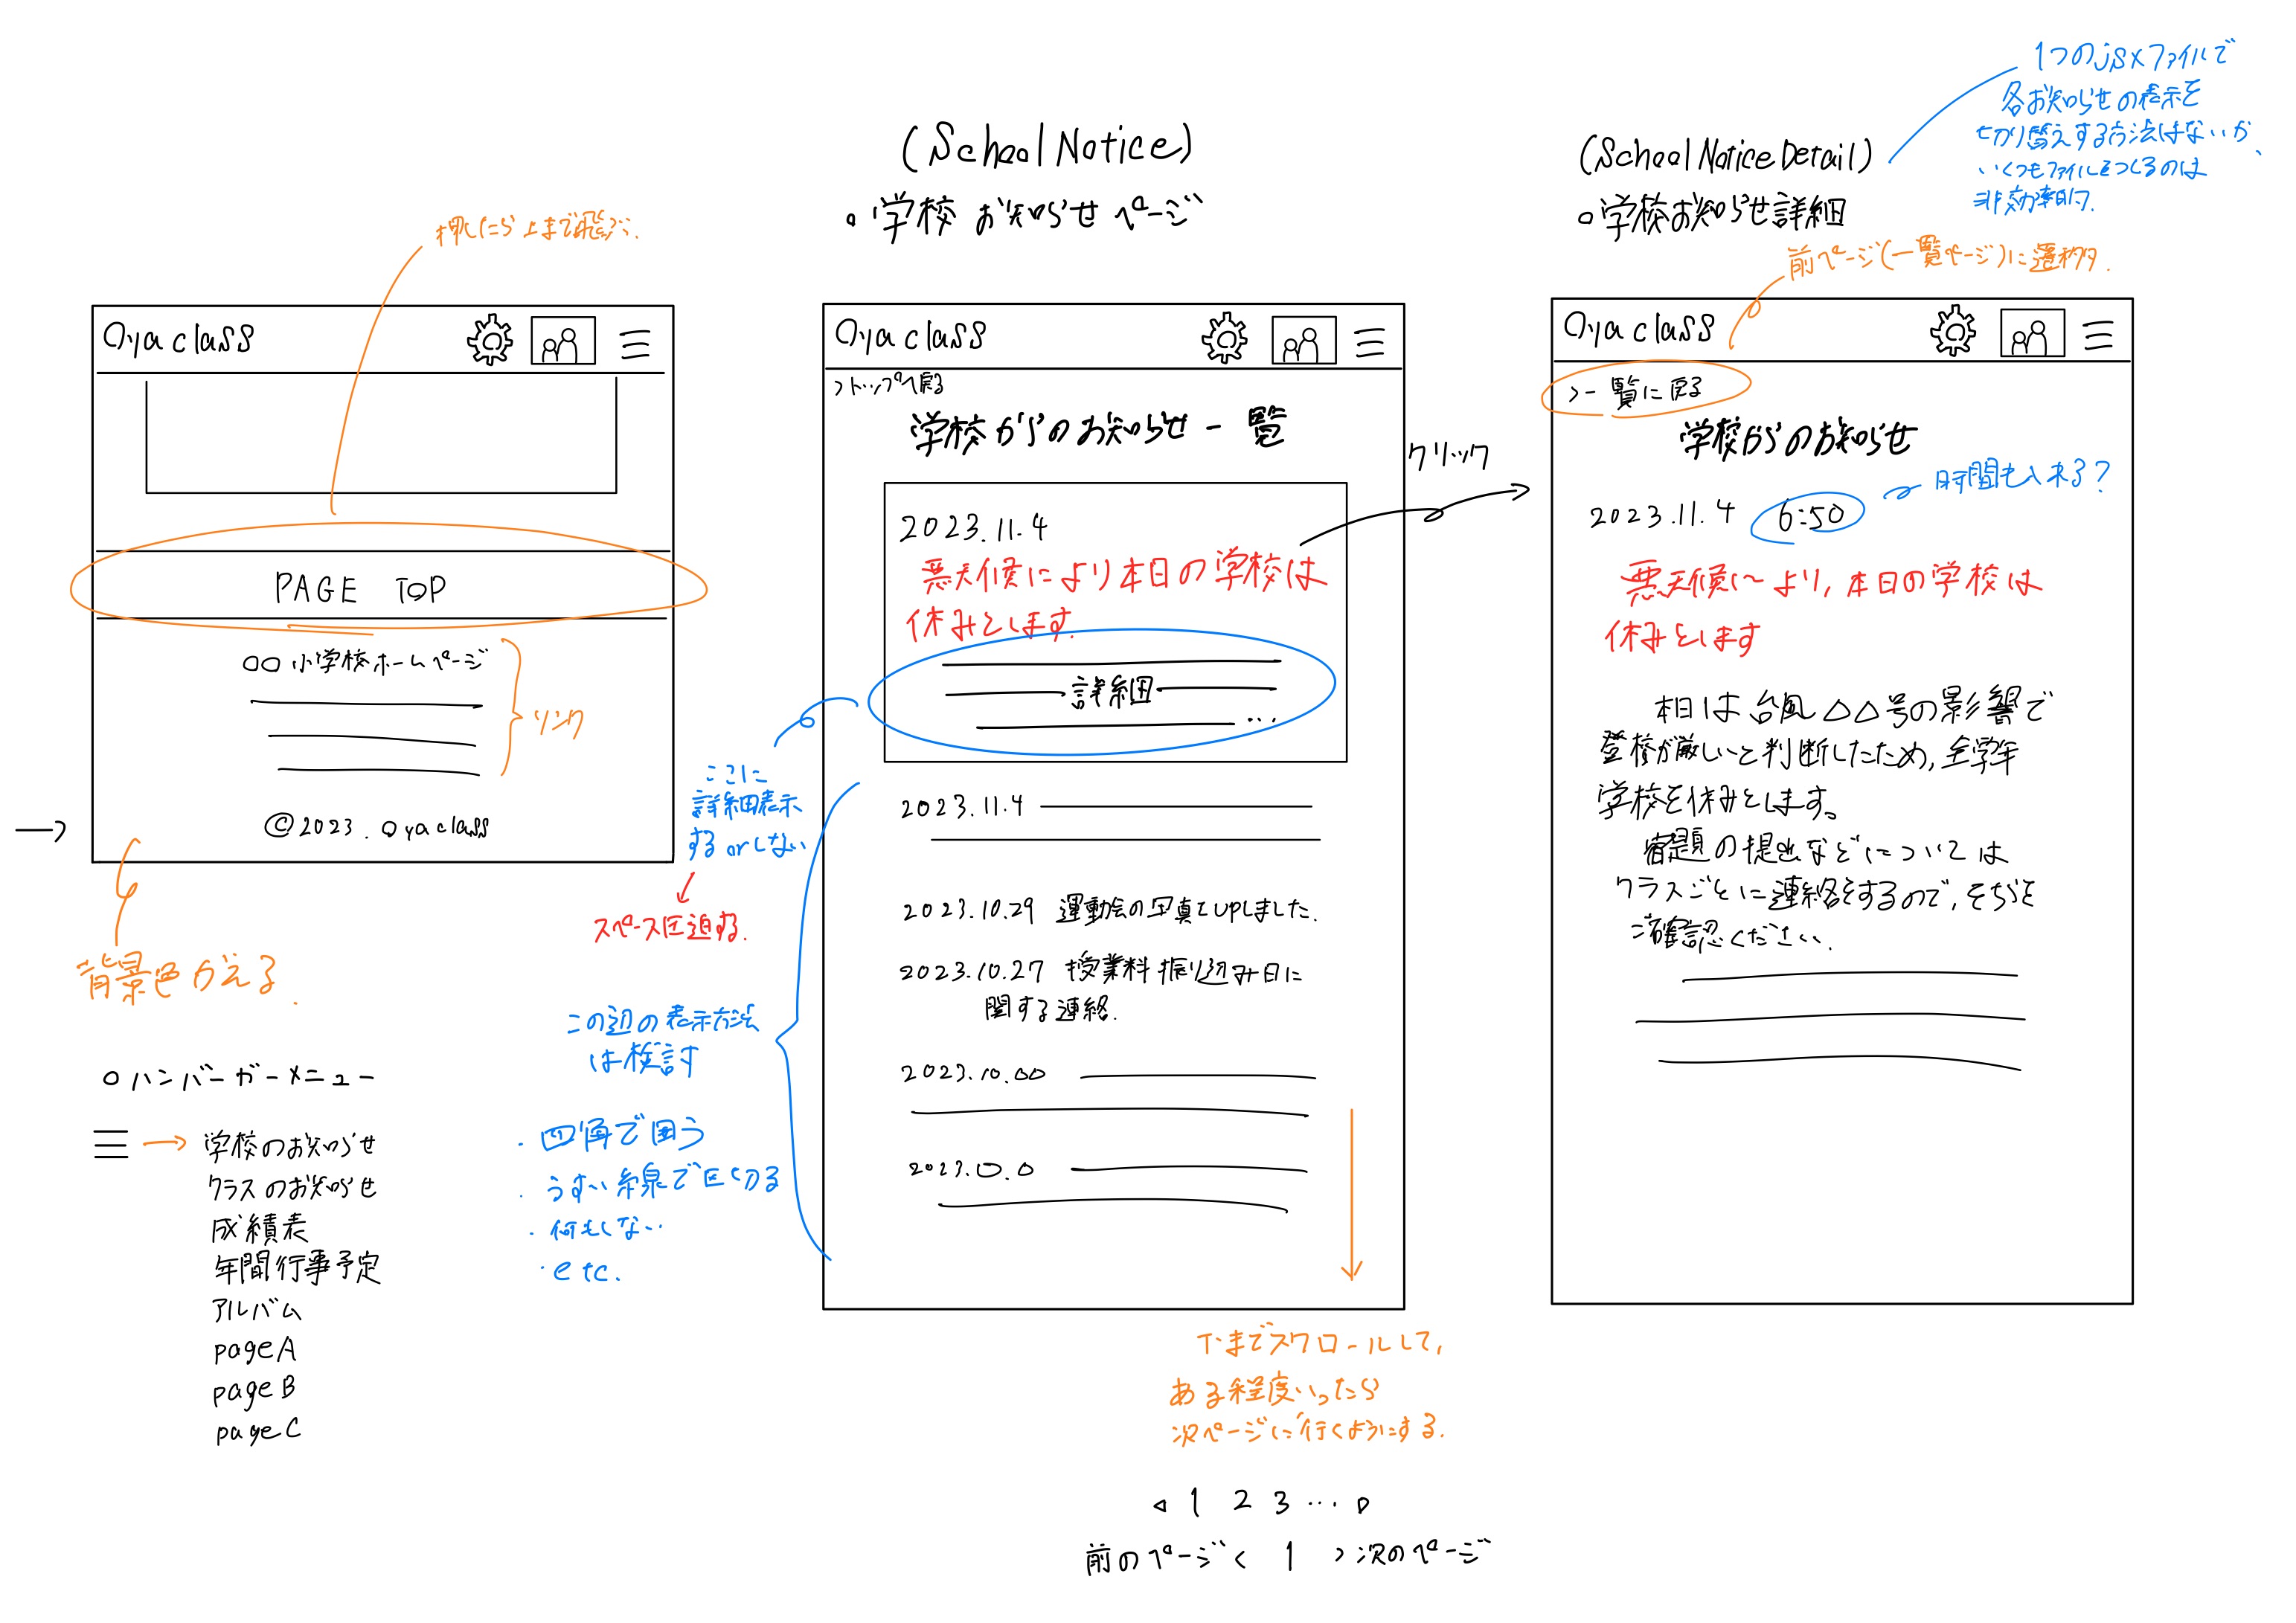 押したら上まで飛ぶ.
Oyaclass
PAGE TOP
○○小学校ホームページ
リンク
©2023. Oyaclass
→
背景色かえる.
○ハンバーガーメニュー
→ 学校のお知らせ
クラスのお知らせ
成績表
年間行事予定
アルバム
pageA
pageB
pageC
(SchoolNotice)
○学校お知らせページ
Oyaclass
>トップへ戻る
学校からのお知らせ一覧
2023.11.4
悪天候により本日の学校は
休みとします.
詳細
...
2023.11.4
2023.10.29 運動会の写真をupしました.
2023.10.27 授業料振り込み日に
関する連絡.
2023.10.00
2023.0.0
クリック
ここに
詳細表示
する or しない
スペース圧迫する.
この辺の表示方法
は検討
・四角で囲う
・うすい線で区切る
・何もしない
・etc.
下までスクロールして,
ある程度いったら
次ページに行くようにする.
◁ 1 2 3 … ▷
前のページ < 1 > 次のページ
(SchoolNoticeDetail)
○学校お知らせ詳細
1つのjsxファイルで
各お知らせの表示を
切り替えする方法はないか、
いくつもファイルをつくるのは
非効率的.
前ページ(一覧ページ)に遷移.
Oyaclass
>一覧に戻る
学校からのお知らせ
2023.11.4 6:50
時間も入れる?
悪天候により,本日の学校は
休みとします
本日は台風△△号の影響で
登校が厳しいと判断したため,全学年
学校を休みとします。
宿題の提出などについては
クラスごとに連絡をするので,そちらを
ご確認ください.